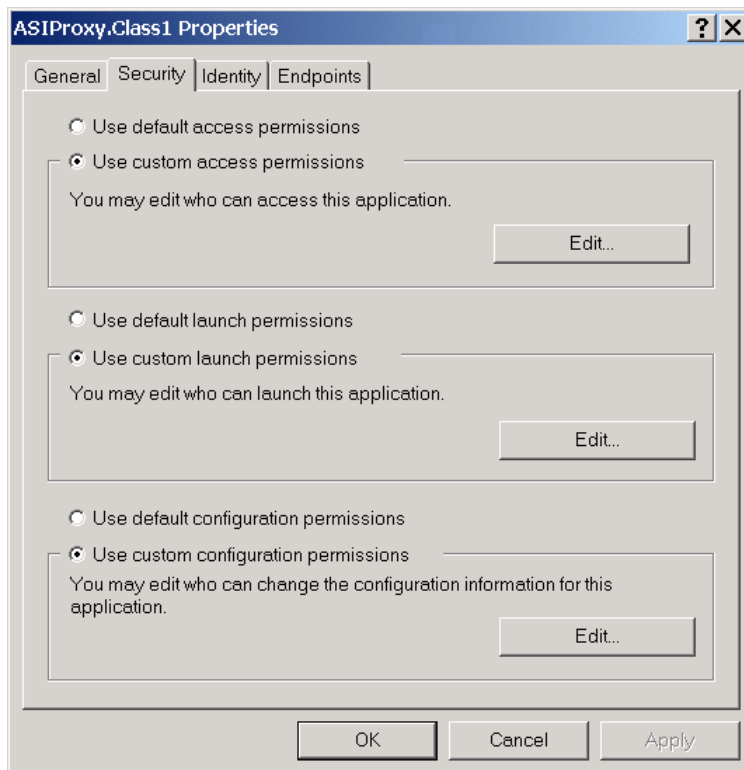 ASIProxy.Class1 Properties
General Security Identity Endpoints
Use default access permissions
Use custom access permissions
You may edit who can access this application.
Edit...
Use default launch permissions
Use custom launch permissions
You may edit who can launch this application.
Edit...
Use default configuration permissions
Use custom configuration permissions
You may edit who can change the configuration information for this
application.
Edit...
OK Cancel Apply